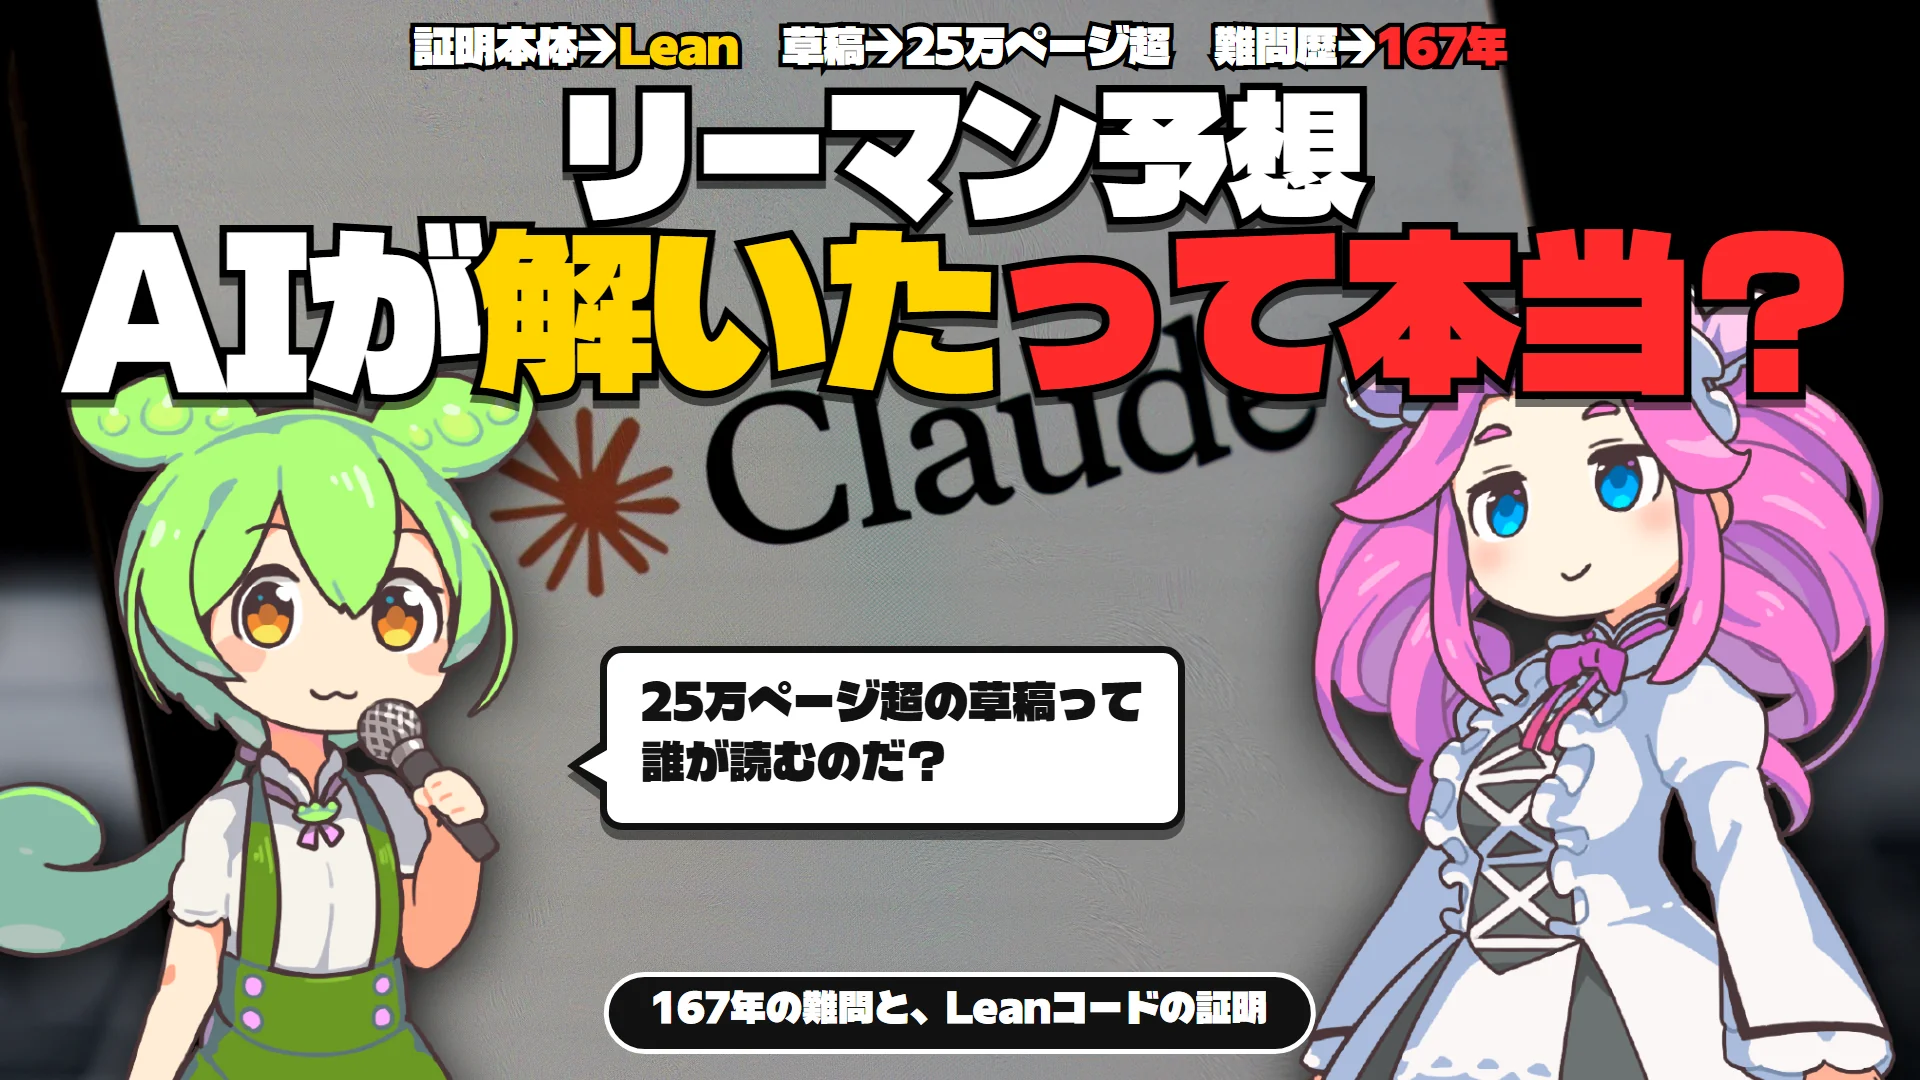 証明本体→Lean 草稿→25万ページ超 難問歴→167年
リーマン予想
AIが解いたって本当？
Claude
25万ページ超の草稿って
誰が読むのだ？
167年の難問と、Leanコードの証明